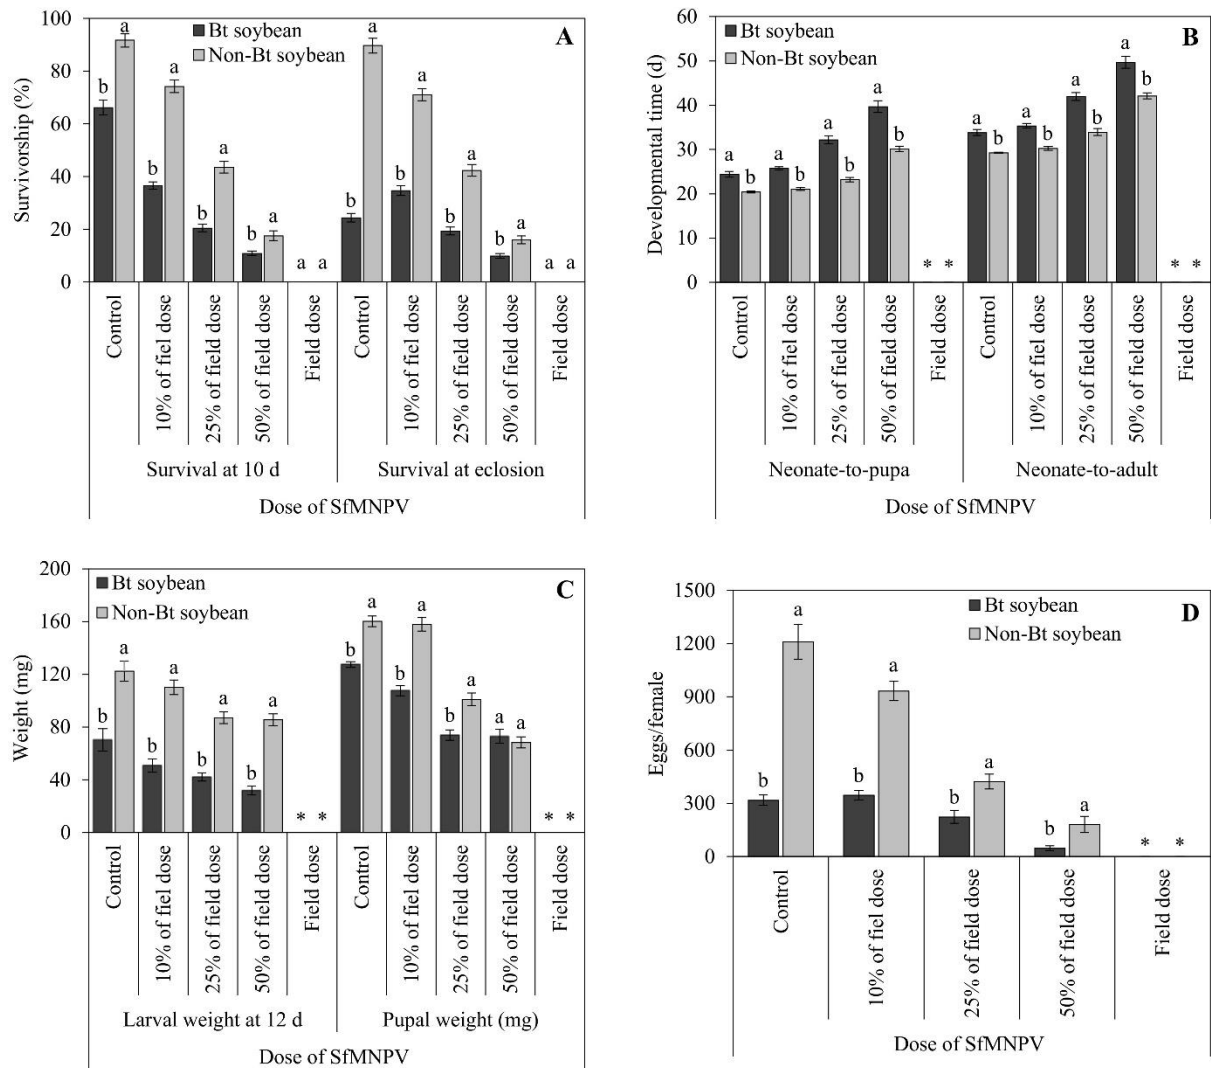 A
Bt soybean
Non-Bt soybean
Survivorship (%)
100
80
60
40
20
0
b a b a b a b a a a b a b a b a b a a a
Control
10% of fiel dose
25% of field dose
50% of field dose
Field dose
Control
10% of fiel dose
25% of field dose
50% of field dose
Field dose
Survival at 10 d
Survival at eclosion
Dose of SfMNPV
B
Bt soybean
Non-Bt soybean
Developmental time (d)
60
50
40
30
20
10
0
a b a b a b a b * * a b a b a b a b * *
Control
10% of fiel dose
25% of field dose
50% of field dose
Field dose
Control
10% of fiel dose
25% of field dose
50% of field dose
Field dose
Neonate-to-pupa
Neonate-to-adult
Dose of SfMNPV
C
Bt soybean
Non-Bt soybean
Weight (mg)
200
160
120
80
40
0
b a b a b a b a * * b a b a b a a a * *
Control
10% of fiel dose
25% of field dose
50% of field dose
Field dose
Control
10% of fiel dose
25% of field dose
50% of field dose
Field dose
Larval weight at 12 d
Pupal weight (mg)
Dose of SfMNPV
D
Bt soybean
Non-Bt soybean
Eggs/female
1500
1200
900
600
300
0
b a b a b a b a * *
Control
10% of fiel dose
25% of field dose
50% of field dose
Field dose
Dose of SfMNPV